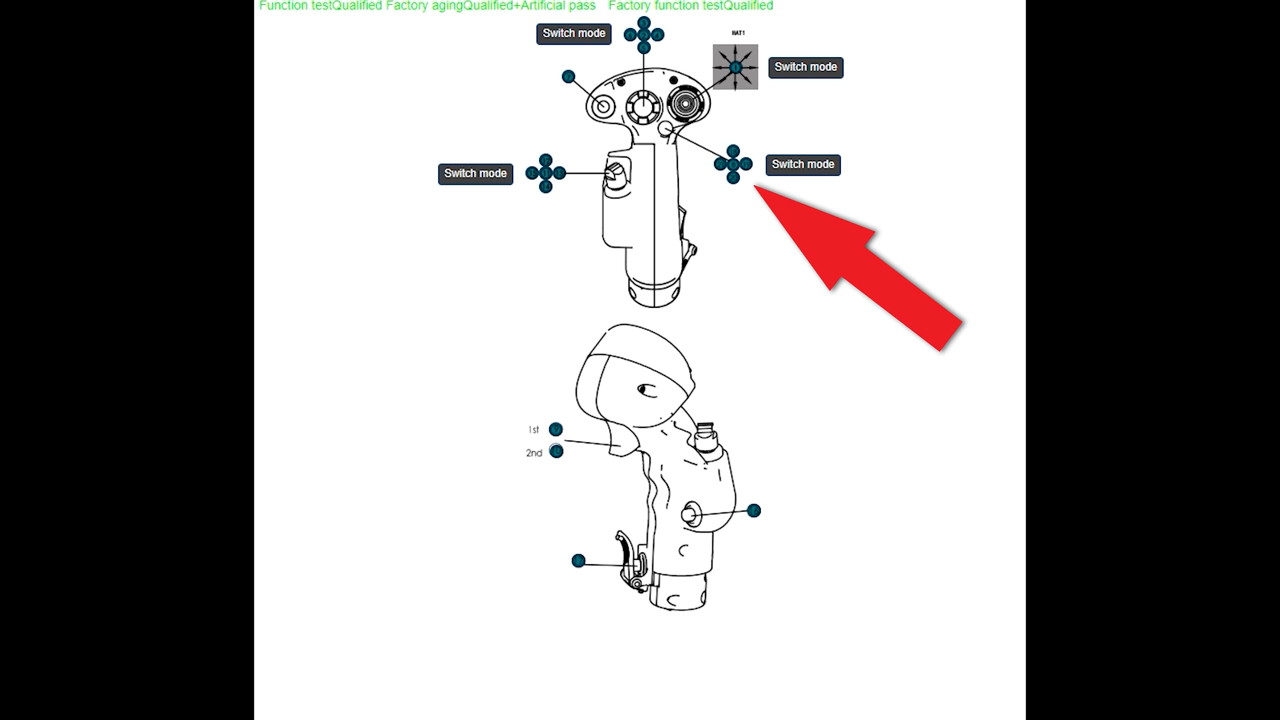 Function testQualified Factory agingQualified+Artificial pass Factory function testQualified
Switch mode
Switch mode
Switch mode
Switch mode
1st
2nd